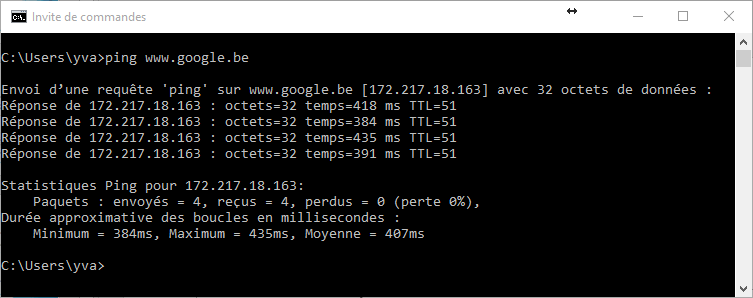 Invite de commandes
C:\Users\yva>ping www.google.be
Envoi d’une requête 'ping' sur www.google.be [172.217.18.163] avec 32 octets de données :
Réponse de 172.217.18.163 : octets=32 temps=418 ms TTL=51
Réponse de 172.217.18.163 : octets=32 temps=384 ms TTL=51
Réponse de 172.217.18.163 : octets=32 temps=435 ms TTL=51
Réponse de 172.217.18.163 : octets=32 temps=391 ms TTL=51
Statistiques Ping pour 172.217.18.163:
    Paquets : envoyés = 4, reçus = 4, perdus = 0 (perte 0%),
Durée approximative des boucles en millisecondes :
    Minimum = 384ms, Maximum = 435ms, Moyenne = 407ms
C:\Users\yva>